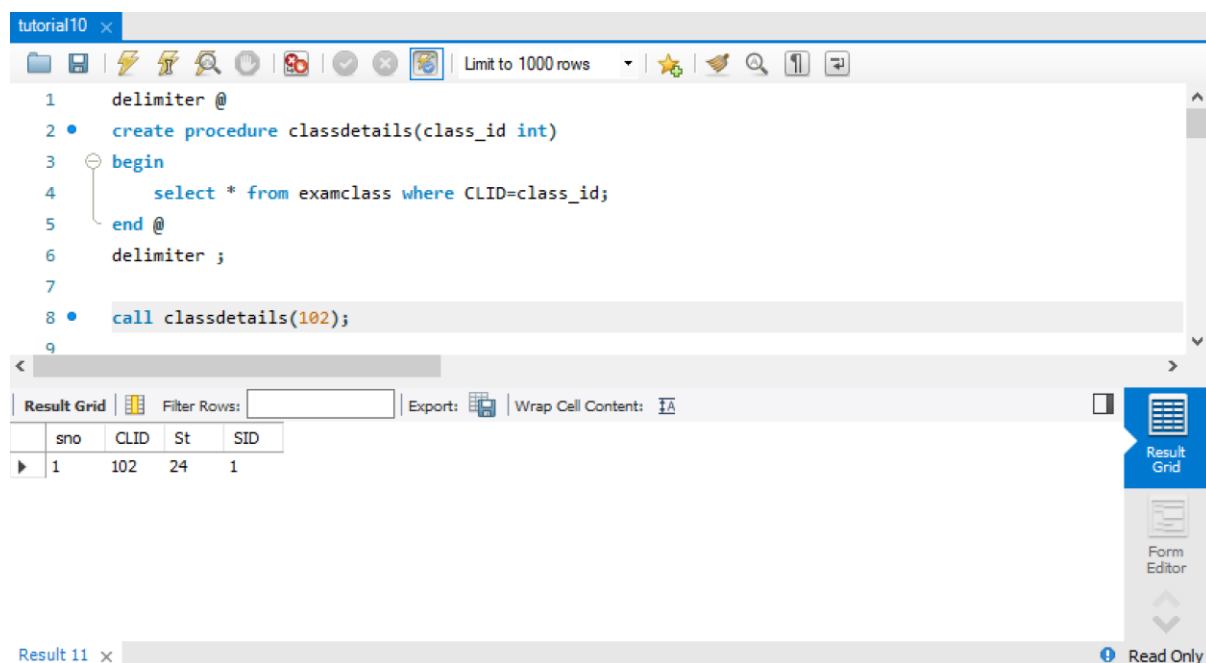 tutorial10
Limit to 1000 rows
1 delimiter @
2 create procedure classdetails(class_id int)
3 begin
4 select * from examclass where CLID=class_id;
5 end @
6 delimiter ;
7
8 call classdetails(102);
9
Result Grid Filter Rows: Export: Wrap Cell Content:
sno CLID St SID
1 102 24 1
Result
Grid
Form
Editor
Result 11 Read Only